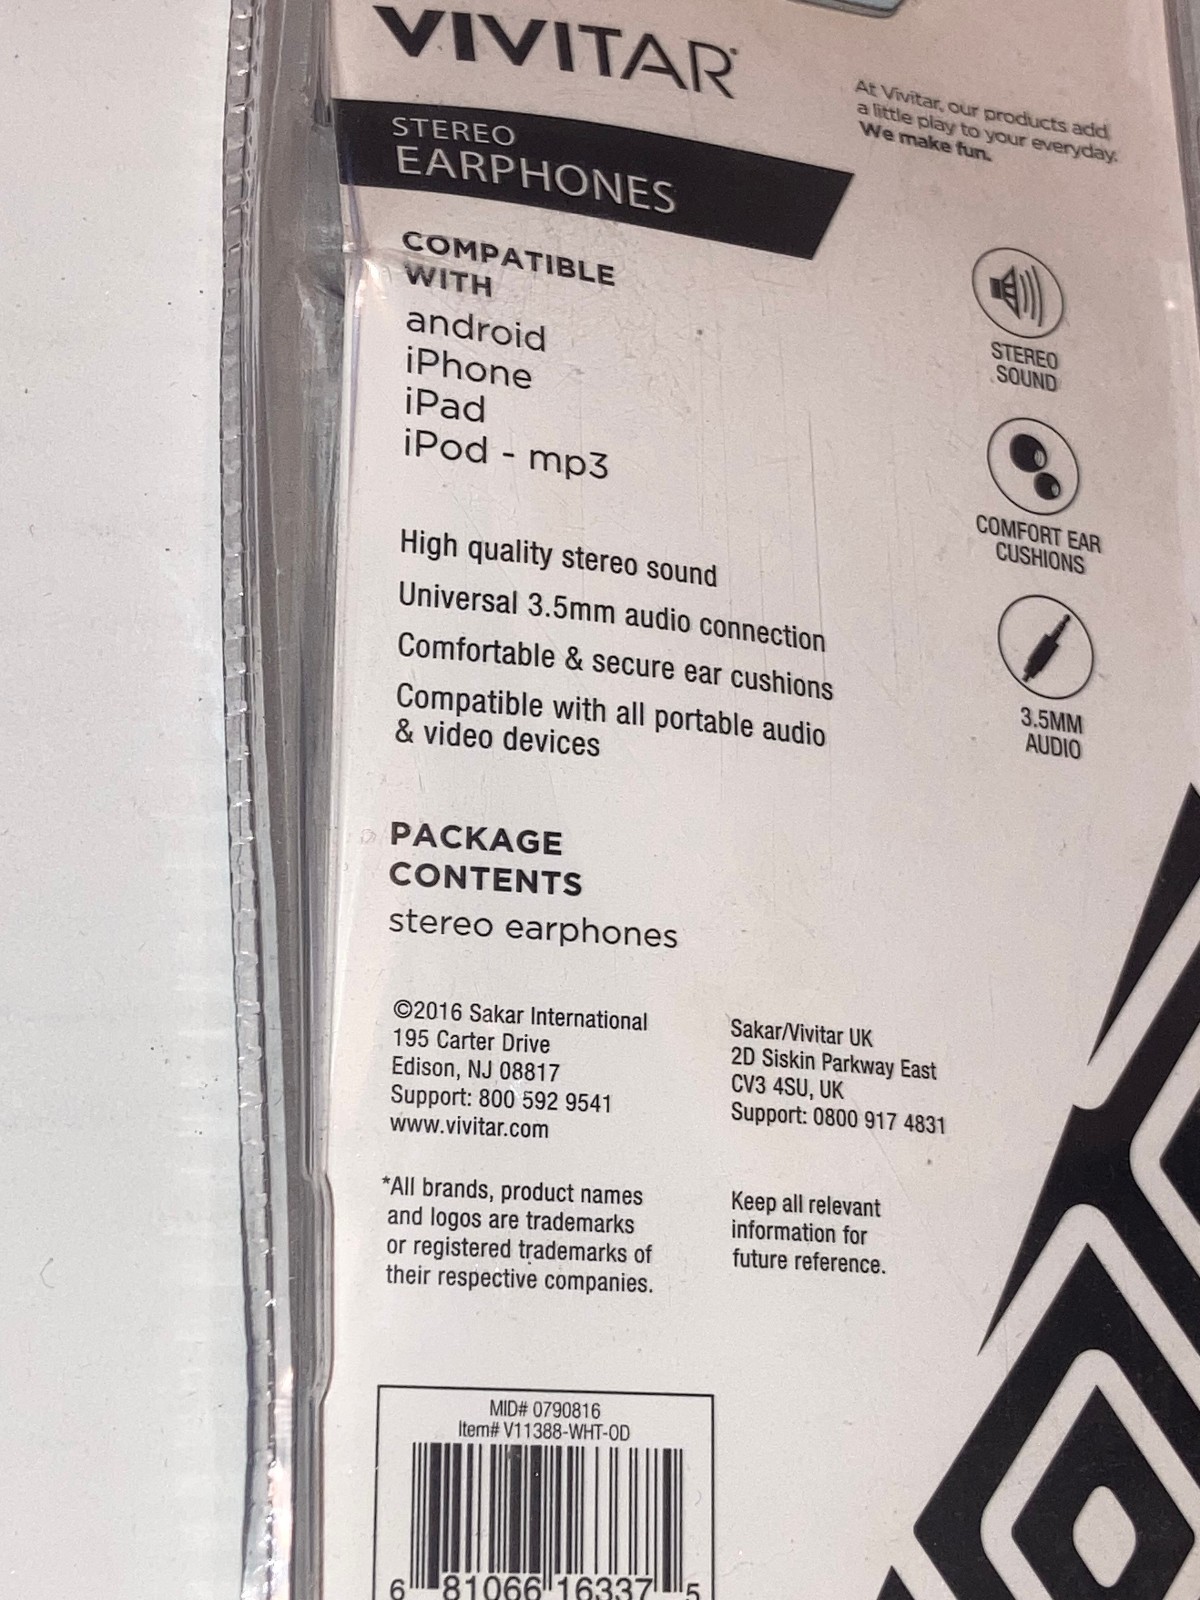 VIVITAR
At Vivitar, our products add
a little play to your everyday.
We make fun.
STEREO
EARPHONES
COMPATIBLE
WITH
android
iPhone
iPad
iPod - mp3
STEREO
SOUND
COMFORT EAR
CUSHIONS
3.5MM
AUDIO
High quality stereo sound
Universal 3.5mm audio connection
Comfortable & secure ear cushions
Compatible with all portable audio
& video devices
PACKAGE
CONTENTS
stereo earphones
©2016 Sakar International
195 Carter Drive
Edison, NJ 08817
Support: 800 592 9541
www.vivitar.com
Sakar/Vivitar UK
2D Siskin Parkway East
CV3 4SU, UK
Support: 0800 917 4831
*All brands, product names
and logos are trademarks
or registered trademarks of
their respective companies.
Keep all relevant
information for
future reference.
MID# 0790816
Item# V11388-WHT-OD
6 81066 16337 5